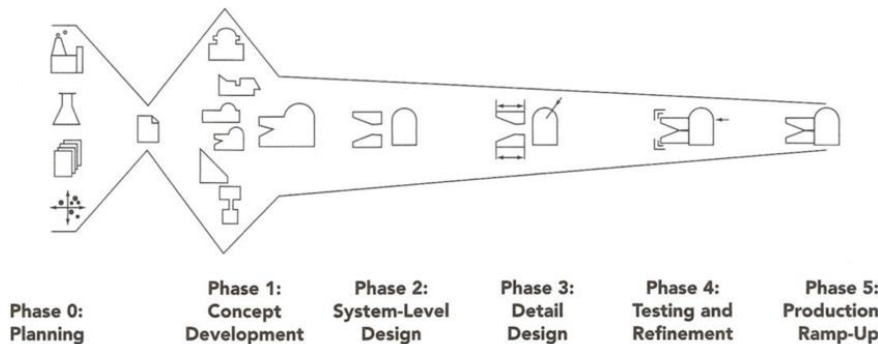 Phase 0:
Planning
Phase 1:
Concept
Development
Phase 2:
System-Level
Design
Phase 3:
Detail
Design
Phase 4:
Testing and
Refinement
Phase 5:
Production
Ramp-Up